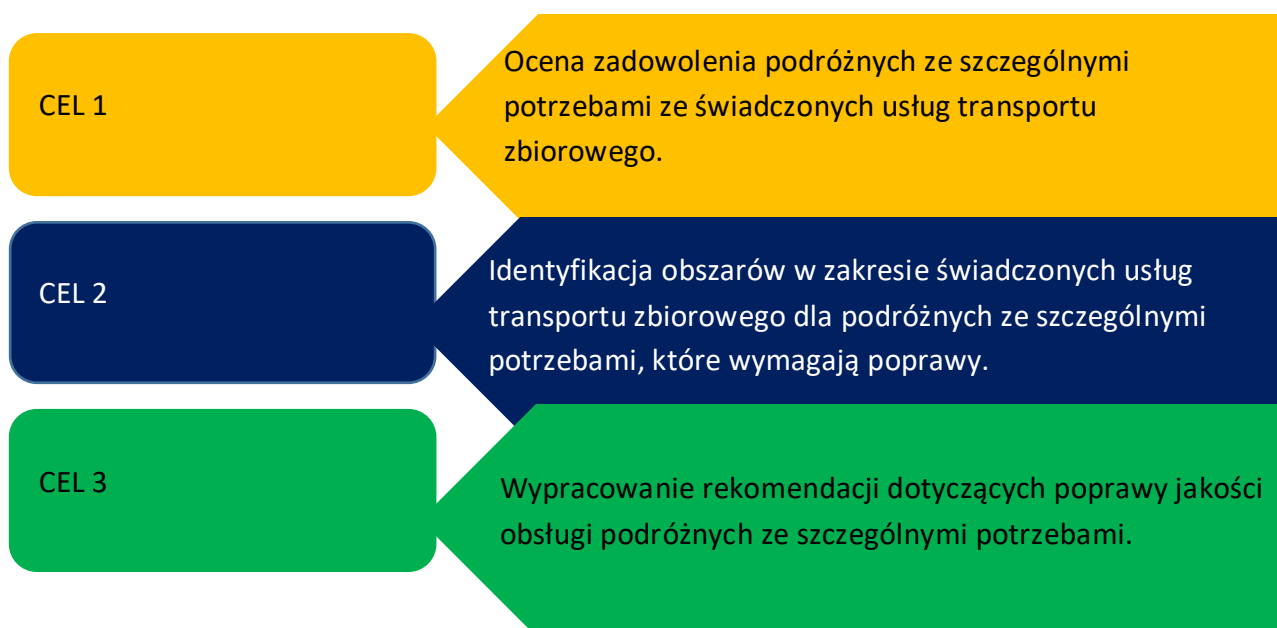 CEL 1
Ocena zadowolenia podróżnych ze szczególnymi
potrzebami ze świadczonych usług transportu
zbiorowego.
CEL 2
Identyfikacja obszarów w zakresie świadczonych usług
transportu zbiorowego dla podróżnych ze szczególnymi
potrzebami, które wymagają poprawy.
CEL 3
Wypracowanie rekomendacji dotyczących poprawy jakości
obsługi podróżnych ze szczególnymi potrzebami.